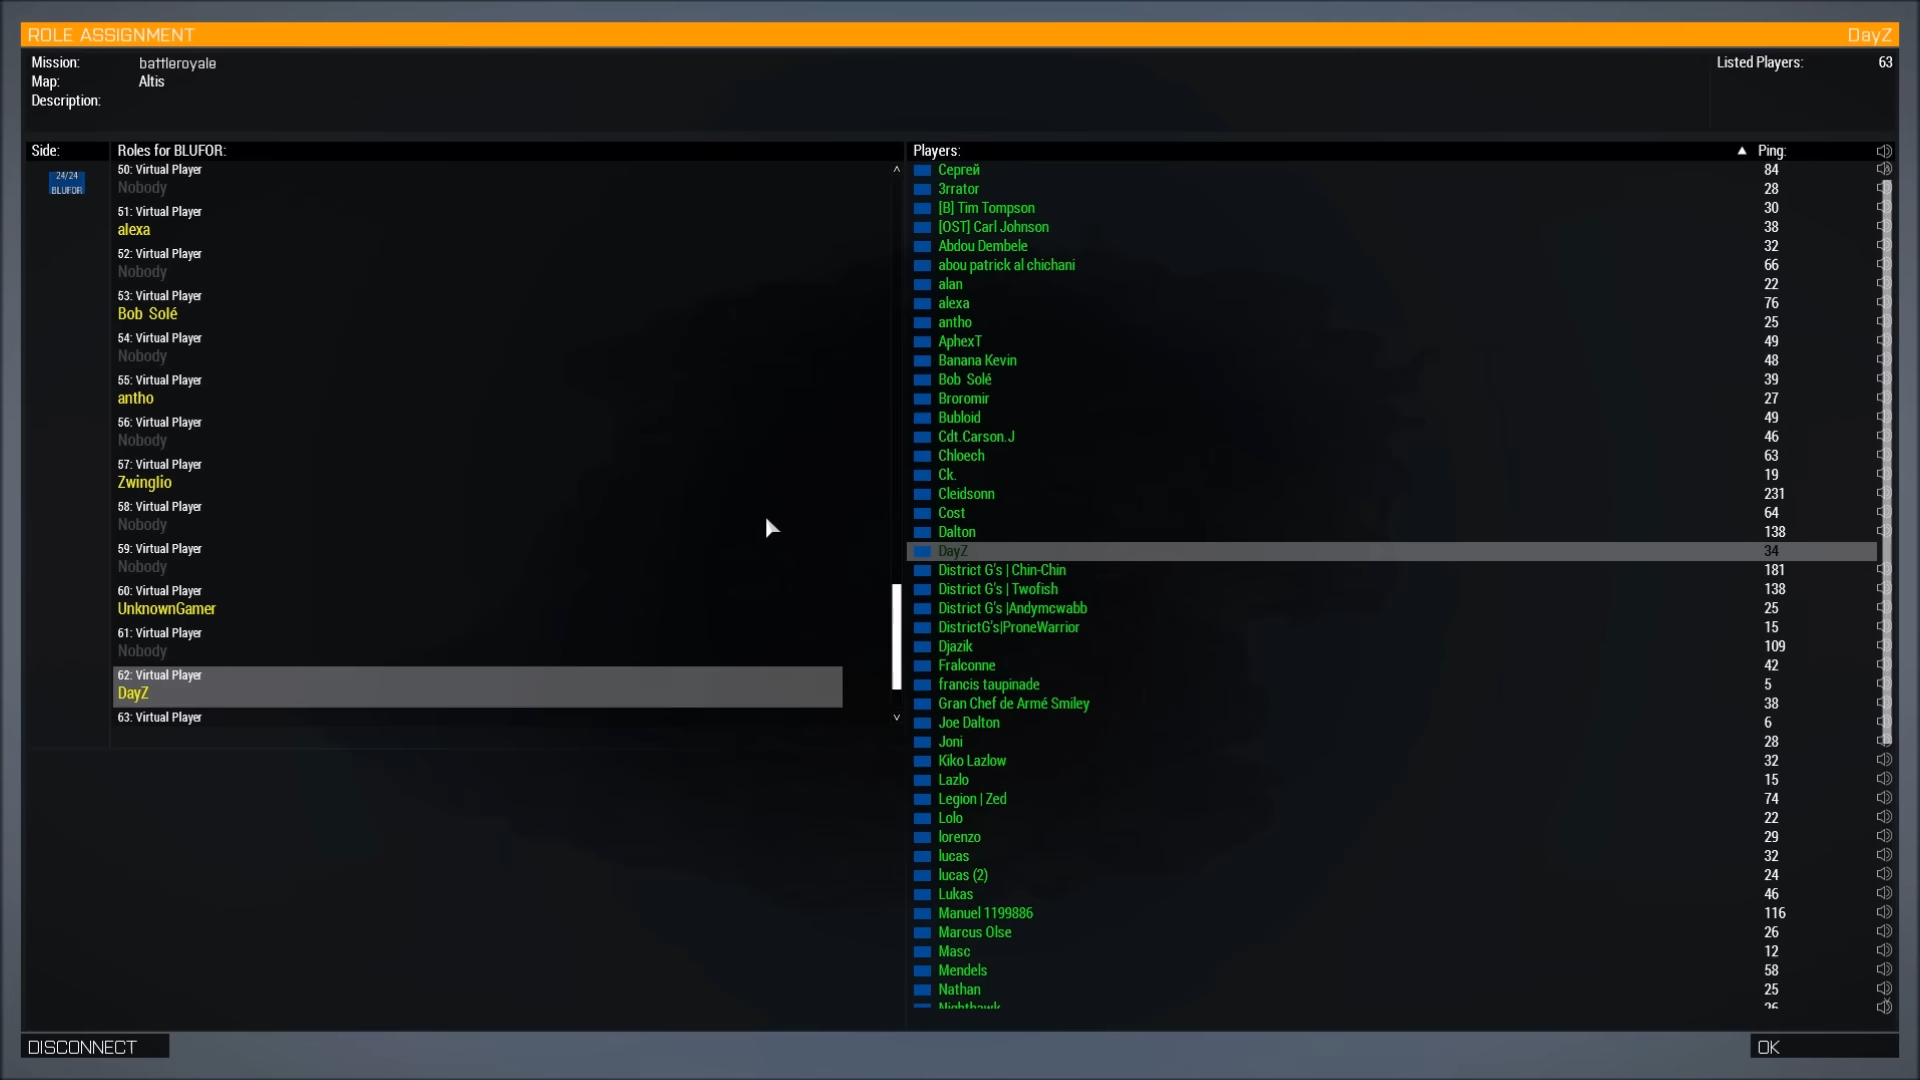 ROLE ASSIGNMENT DayZ
Mission: battleroyale Listed Players: 63
Map: Altis
Description:
Side: Roles for BLUFOR:
24/24
BLUFOR
50: Virtual Player
Nobody
51: Virtual Player
alexa
52: Virtual Player
Nobody
53: Virtual Player
Bob Solé
54: Virtual Player
Nobody
55: Virtual Player
antho
56: Virtual Player
Nobody
57: Virtual Player
Zwinglio
58: Virtual Player
Nobody
59: Virtual Player
Nobody
60: Virtual Player
UnknownGamer
61: Virtual Player
Nobody
62: Virtual Player
DayZ
63: Virtual Player
Players: Ping:
Сергей 84
3rrator 28
[B] Tim Tompson 30
[OST] Carl Johnson 38
Abdou Dembele 32
abou patrick al chichani 66
alan 22
alexa 76
antho 25
AphexT 49
Banana Kevin 48
Bob Solé 39
Broromir 27
Bubloid 49
Cdt.Carson.J 46
Chloech 63
Ck. 19
Cleidsonn 231
Cost 64
Dalton 138
DayZ 34
District G's | Chin-Chin 181
District G's | Twofish 138
District G's |Andymcwabb 25
DistrictG's|ProneWarrior 15
Djazik 109
Fralconne 42
francis taupinade 5
Gran Chef de Armé Smiley 38
Joe Dalton 6
Joni 28
Kiko Lazlow 32
Lazlo 15
Legion | Zed 74
Lolo 22
lorenzo 29
lucas 32
lucas (2) 24
Lukas 46
Manuel 1199886 116
Marcus Olse 26
Masc 12
Mendels 58
Nathan 25
Nighthawk 26
DISCONNECT OK